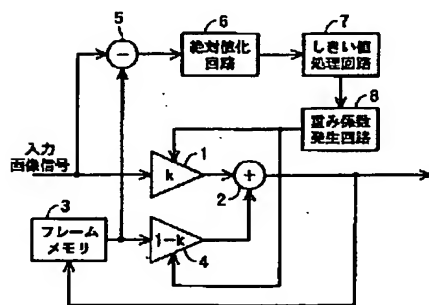 5
−
6
絶対値化
回路
7
しきい値
処理回路
8
重み係数
発生回路
入力
画像信号
k
1
2
+
3
フレーム
メモリ
1−k
4